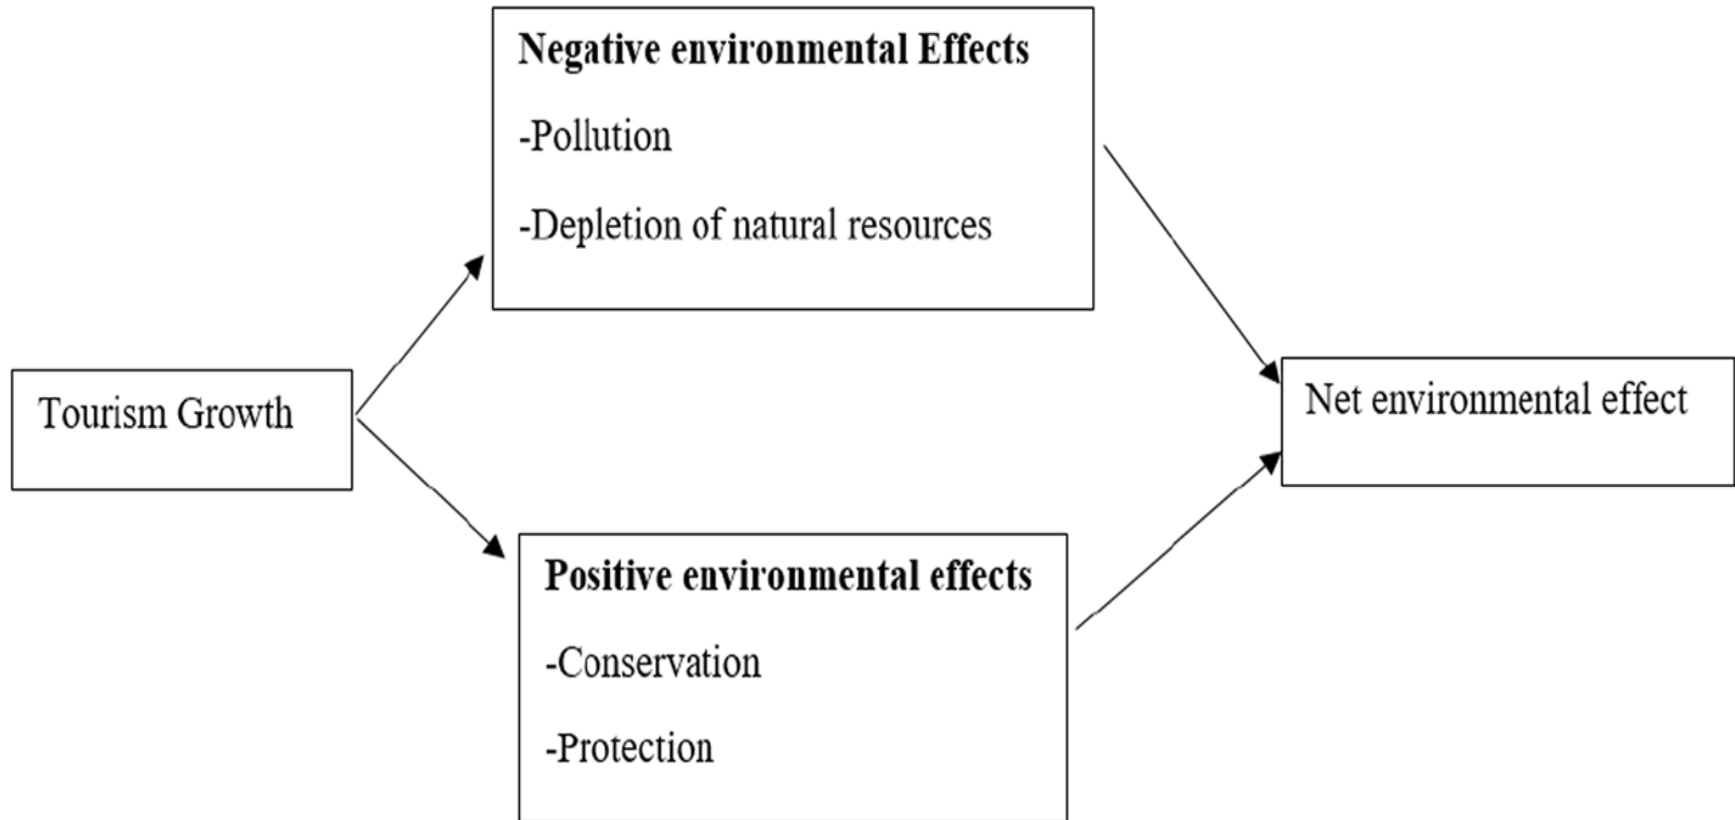 Negative environmental Effects
-Pollution
-Depletion of natural resources
Tourism Growth
Net environmental effect
Positive environmental effects
-Conservation
-Protection